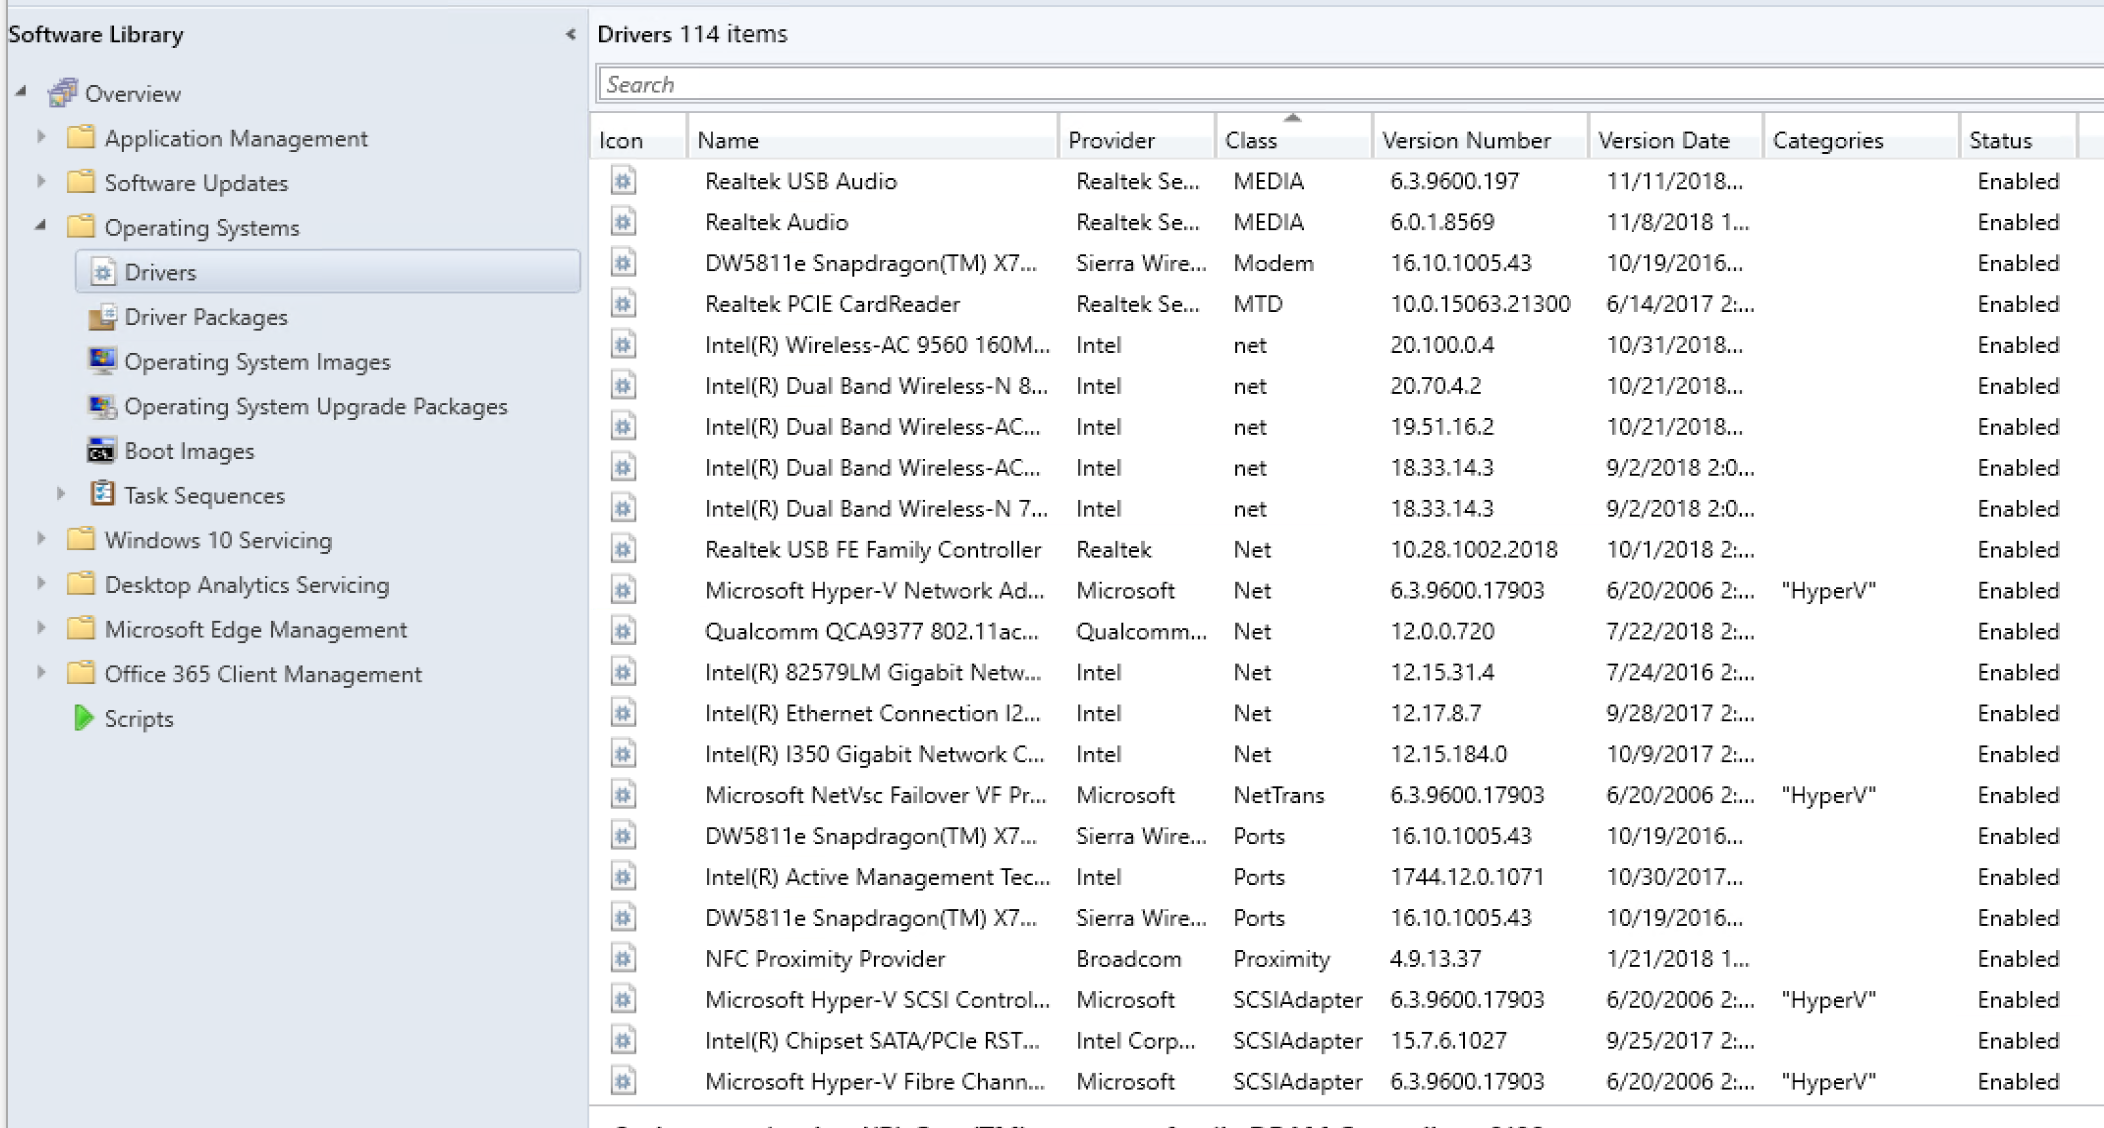 Software Library
Overview
Application Management
Software Updates
Operating Systems
Drivers
Driver Packages
Operating System Images
Operating System Upgrade Packages
Boot Images
Task Sequences
Windows 10 Servicing
Desktop Analytics Servicing
Microsoft Edge Management
Office 365 Client Management
Scripts
Drivers 114 items
Search
Icon Name Provider Class Version Number Version Date Categories Status
Realtek USB Audio Realtek Se... MEDIA 6.3.9600.197 11/11/2018... Enabled
Realtek Audio Realtek Se... MEDIA 6.0.1.8569 11/8/2018 1... Enabled
DW5811e Snapdragon(TM) X7... Sierra Wire... Modem 16.10.1005.43 10/19/2016... Enabled
Realtek PCIE CardReader Realtek Se... MTD 10.0.15063.21300 6/14/2017 2:... Enabled
Intel(R) Wireless-AC 9560 160M... Intel net 20.100.0.4 10/31/2018... Enabled
Intel(R) Dual Band Wireless-N 8... Intel net 20.70.4.2 10/21/2018... Enabled
Intel(R) Dual Band Wireless-AC... Intel net 19.51.16.2 10/21/2018... Enabled
Intel(R) Dual Band Wireless-AC... Intel net 18.33.14.3 9/2/2018 2:0... Enabled
Intel(R) Dual Band Wireless-N 7... Intel net 18.33.14.3 9/2/2018 2:0... Enabled
Realtek USB FE Family Controller Realtek Net 10.28.1002.2018 10/1/2018 2:... Enabled
Microsoft Hyper-V Network Ad... Microsoft Net 6.3.9600.17903 6/20/2006 2:... "HyperV" Enabled
Qualcomm QCA9377 802.11ac... Qualcomm... Net 12.0.0.720 7/22/2018 2:... Enabled
Intel(R) 82579LM Gigabit Netw... Intel Net 12.15.31.4 7/24/2016 2:... Enabled
Intel(R) Ethernet Connection I2... Intel Net 12.17.8.7 9/28/2017 2:... Enabled
Intel(R) I350 Gigabit Network C... Intel Net 12.15.184.0 10/9/2017 2:... Enabled
Microsoft NetVsc Failover VF Pr... Microsoft NetTrans 6.3.9600.17903 6/20/2006 2:... "HyperV" Enabled
DW5811e Snapdragon(TM) X7... Sierra Wire... Ports 16.10.1005.43 10/19/2016... Enabled
Intel(R) Active Management Tec... Intel Ports 1744.12.0.1071 10/30/2017... Enabled
DW5811e Snapdragon(TM) X7... Sierra Wire... Ports 16.10.1005.43 10/19/2016... Enabled
NFC Proximity Provider Broadcom Proximity 4.9.13.37 1/21/2018 1... Enabled
Microsoft Hyper-V SCSI Control... Microsoft SCSIAdapter 6.3.9600.17903 6/20/2006 2:... "HyperV" Enabled
Intel(R) Chipset SATA/PCIe RST... Intel Corp... SCSIAdapter 15.7.6.1027 9/25/2017 2:... Enabled
Microsoft Hyper-V Fibre Chann... Microsoft SCSIAdapter 6.3.9600.17903 6/20/2006 2:... "HyperV" Enabled